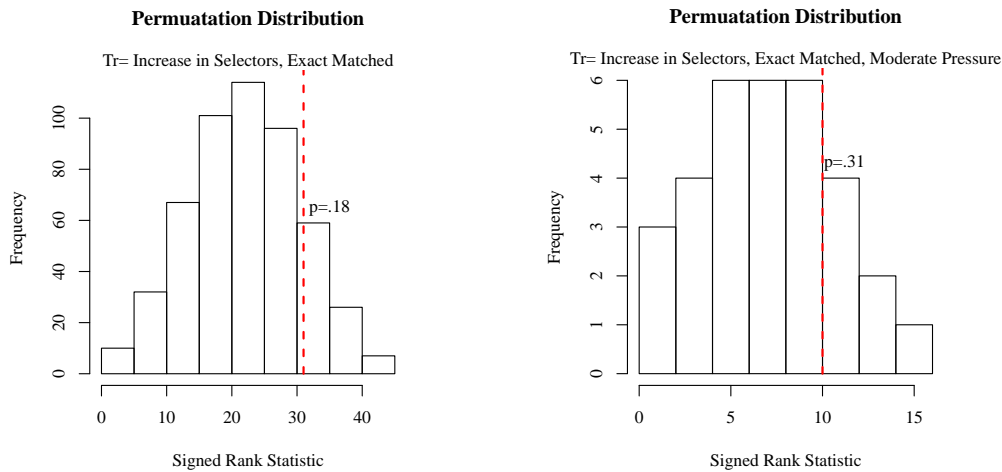 Permuatation Distribution
Tr= Increase in Selectors, Exact Matched
Frequency
0
20
40
60
80
100
p=.18
0 10 20 30 40
Signed Rank Statistic
Permuatation Distribution
Tr= Increase in Selectors, Exact Matched, Moderate Pressure
Frequency
0
1
2
3
4
5
6
p=.31
0 5 10 15
Signed Rank Statistic